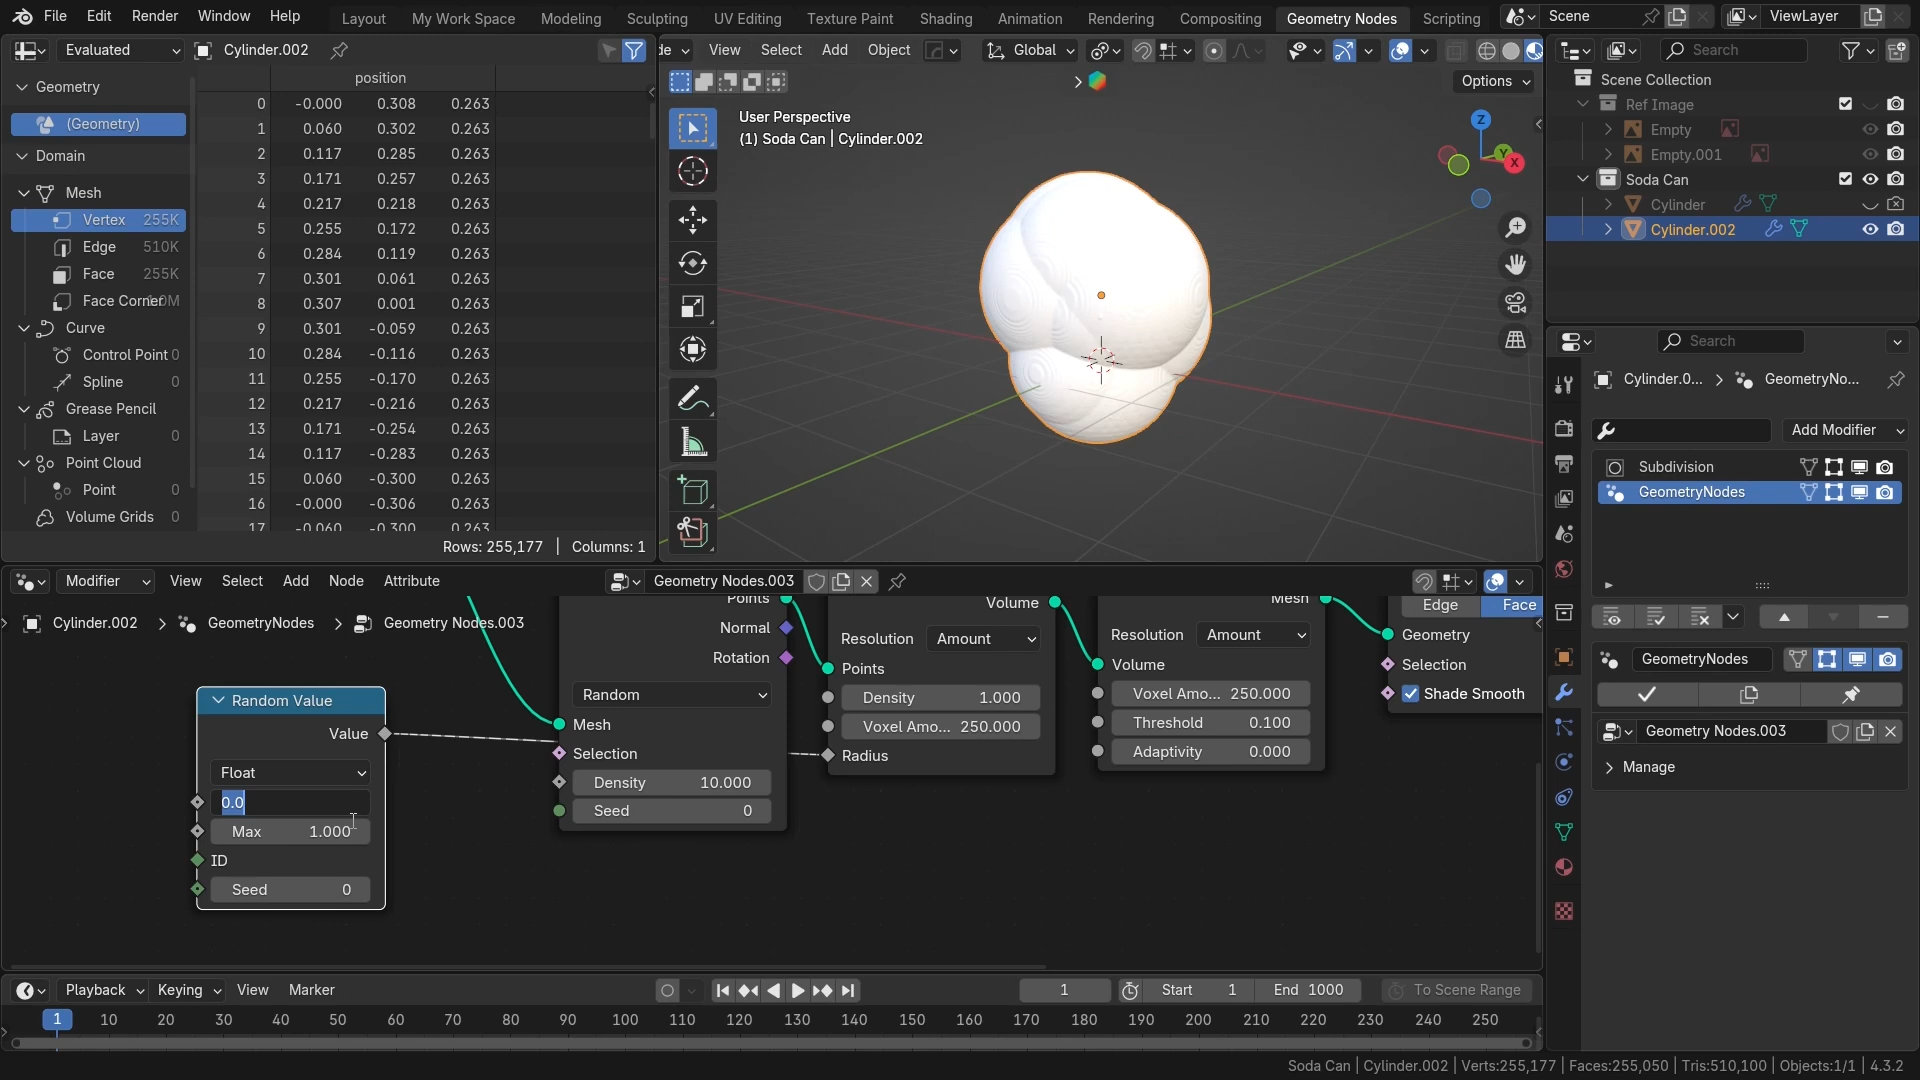 File Edit Render Window Help Layout My Work Space Modeling Sculpting UV Editing Texture Paint Shading Animation Rendering Compositing Geometry Nodes Scripting Scene ViewLayer
Evaluated Cylinder.002
de View Select Add Object Global
Search
Geometry
position
Options
Scene Collection
(Geometry)
0 -0.000 0.308 0.263
1 0.060 0.302 0.263
2 0.117 0.285 0.263
3 0.171 0.257 0.263
4 0.217 0.218 0.263
5 0.255 0.172 0.263
6 0.284 0.119 0.263
7 0.301 0.061 0.263
8 0.307 0.001 0.263
9 0.301 -0.059 0.263
10 0.284 -0.116 0.263
11 0.255 -0.170 0.263
12 0.217 -0.216 0.263
13 0.171 -0.254 0.263
14 0.117 -0.283 0.263
15 0.060 -0.300 0.263
16 -0.000 -0.306 0.263
17 -0.060 -0.300 0.263
Domain
Mesh
Vertex 255K
Edge 510K
Face 255K
Face Corner
Curve
Control Point 0
Spline 0
Grease Pencil
Layer 0
Point Cloud
Point 0
Volume Grids 0
Rows: 255,177 | Columns: 1
User Perspective
(1) Soda Can | Cylinder.002
Z
Y
X
Ref Image
Empty
Empty.001
Soda Can
Cylinder
Cylinder.002
Search
Cylinder.0... GeometryNo...
Add Modifier
Subdivision
GeometryNodes
GeometryNodes
Geometry Nodes.003
Manage
Modifier View Select Add Node Attribute Geometry Nodes.003
Cylinder.002 GeometryNodes Geometry Nodes.003
Random Value
Value
Float
0.0
Max 1.000
ID
Seed 0
Points
Normal
Rotation
Random
Mesh
Selection
Density 10.000
Seed 0
Volume
Resolution Amount
Points
Density 1.000
Voxel Amo... 250.000
Radius
Mesh
Resolution Amount
Volume
Voxel Amo... 250.000
Threshold 0.100
Adaptivity 0.000
Edge Face
Geometry
Selection
Shade Smooth
Playback Keying View Marker 1 Start 1 End 1000 To Scene Range
1 10 20 30 40 50 60 70 80 90 100 110 120 130 140 150 160 170 180 190 200 210 220 230 240 250
Soda Can | Cylinder.002 | Verts:255,177 | Faces:255,050 | Tris:510,100 | Objects:1/1 | 4.3.2